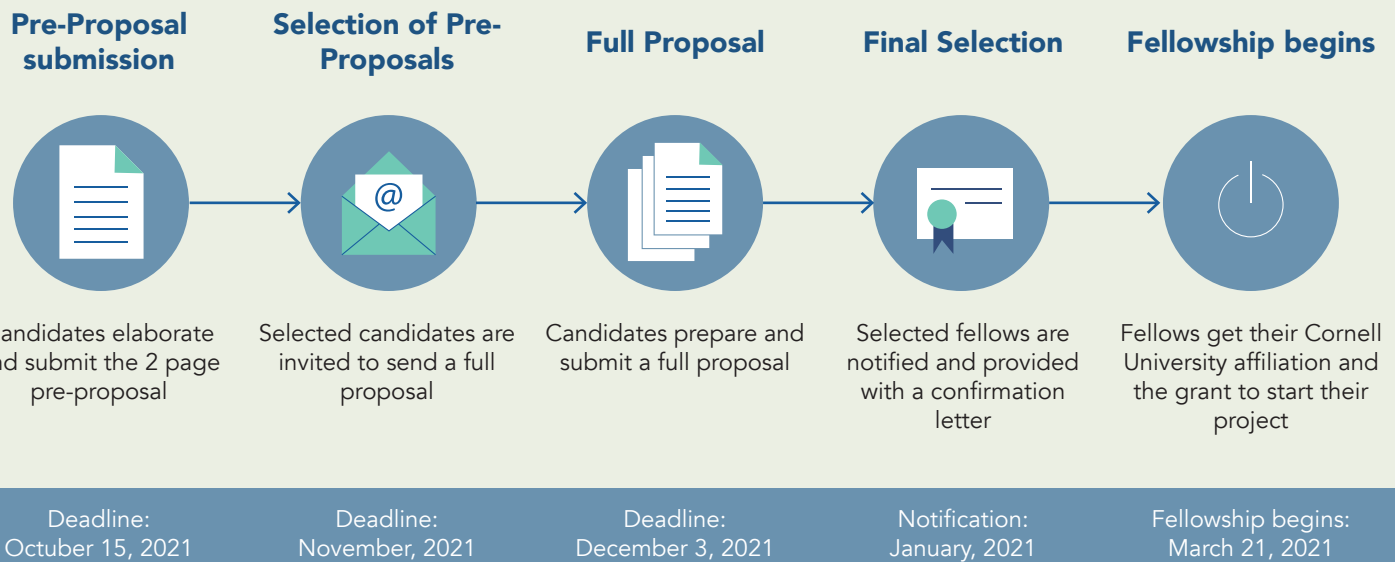 Pre-Proposal
submission
Selection of Pre-
Proposals
Full Proposal
Final Selection
Fellowship begins
@
andidates elaborate
d submit the 2 page
pre-proposal
Selected candidates are
invited to send a full
proposal
Candidates prepare and
submit a full proposal
Selected fellows are
notified and provided
with a confirmation
letter
Fellows get their Cornell
University affiliation and
the grant to start their
project
Deadline:
Octuber 15, 2021
Deadline:
November, 2021
Deadline:
December 3, 2021
Notification:
January, 2021
Fellowship begins:
March 21, 2021